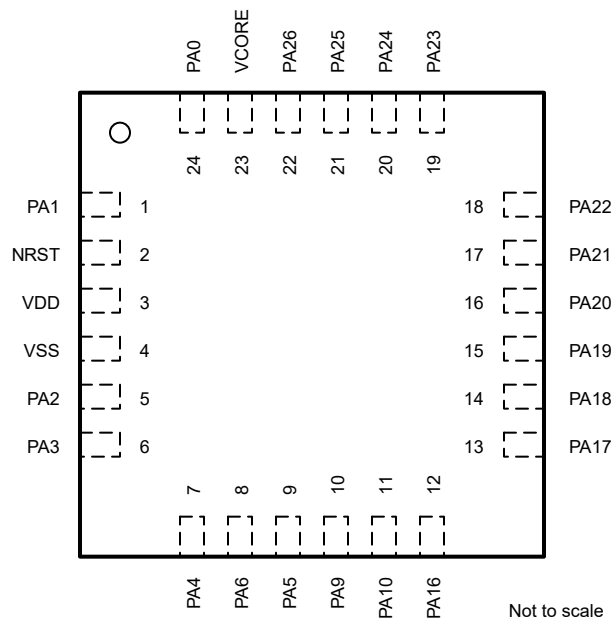 PA0 VCORE PA26 PA25 PA24 PA23
24 23 22 21 20 19
PA1 1 18 PA22
NRST 2 17 PA21
VDD 3 16 PA20
VSS 4 15 PA19
PA2 5 14 PA18
PA3 6 13 PA17
7 8 9 10 11 12
PA4 PA6 PA5 PA9 PA10 PA16
Not to scale